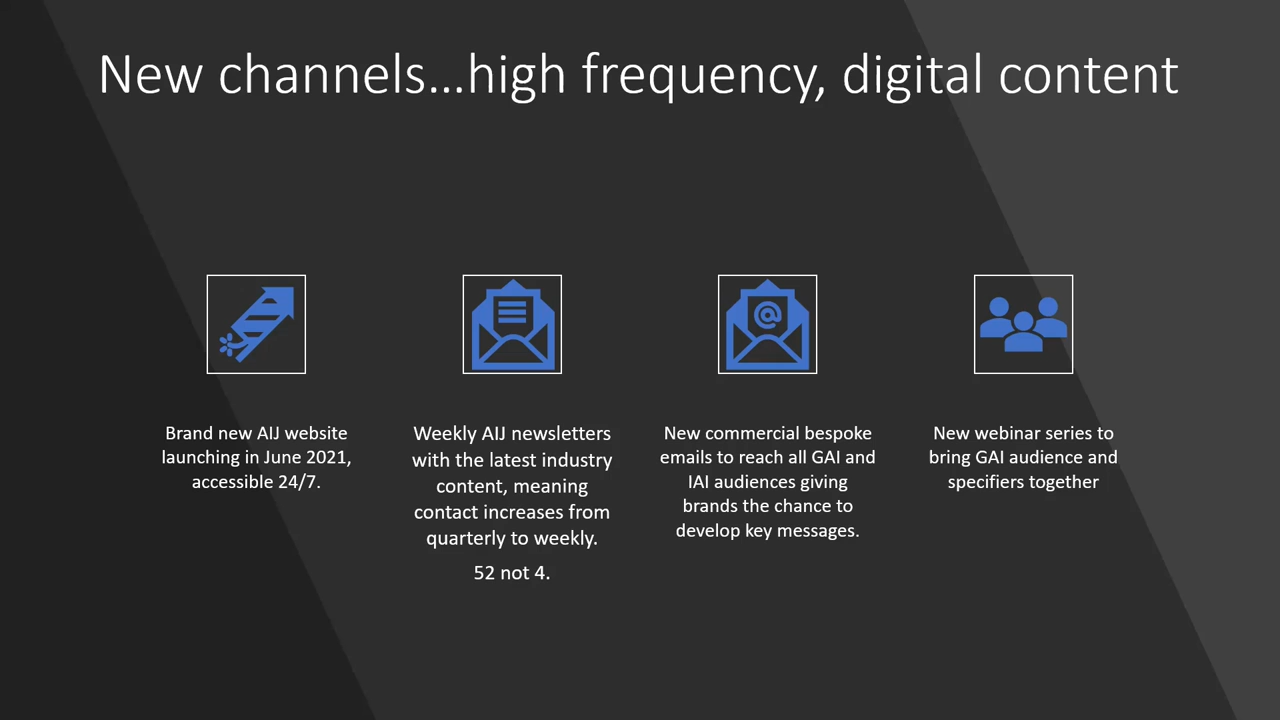 New channels...high frequency, digital content
Brand new AIJ website
launching in June 2021,
accessible 24/7.
Weekly AIJ newsletters
with the latest industry
content, meaning
contact increases from
quarterly to weekly.
52 not 4.
New commercial bespoke
emails to reach all GAI and
IAI audiences giving
brands the chance to
develop key messages.
New webinar series to
bring GAI audience and
specifiers together